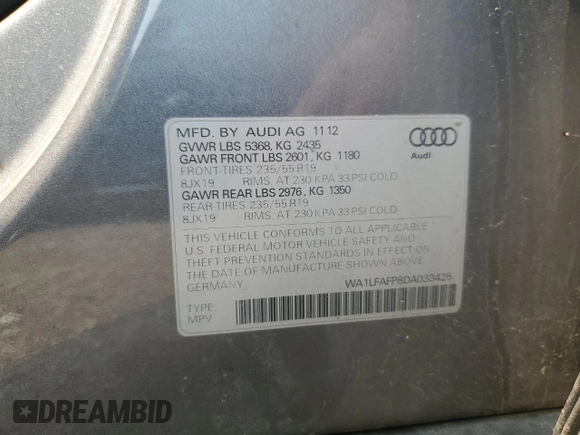 MFD. BY AUDI AG 11 12
GVWR LBS 5368, KG 2435
GAWR FRONT LBS 2601, KG 1180
FRONT-TIRES 235/55 R19
8JX19 RIMS, AT 230 KPA 33 PSI COLD
GAWR REAR LBS 2976, KG 1350
REAR-TIRES 235/55 R19
8JX19 RIMS, AT 230 KPA 33 PSI COLD
Audi
THIS VEHICLE CONFORMS TO ALL APPLICABLE
U.S. FEDERAL MOTOR VEHICLE SAFETY AND
THEFT PREVENTION STANDARDS IN EFFECT ON
THE DATE OF MANUFACTURE SHOWN ABOVE.
GERMANY
WA1LFAFP8DA033425
TYPE:
MPV
DREAMBID